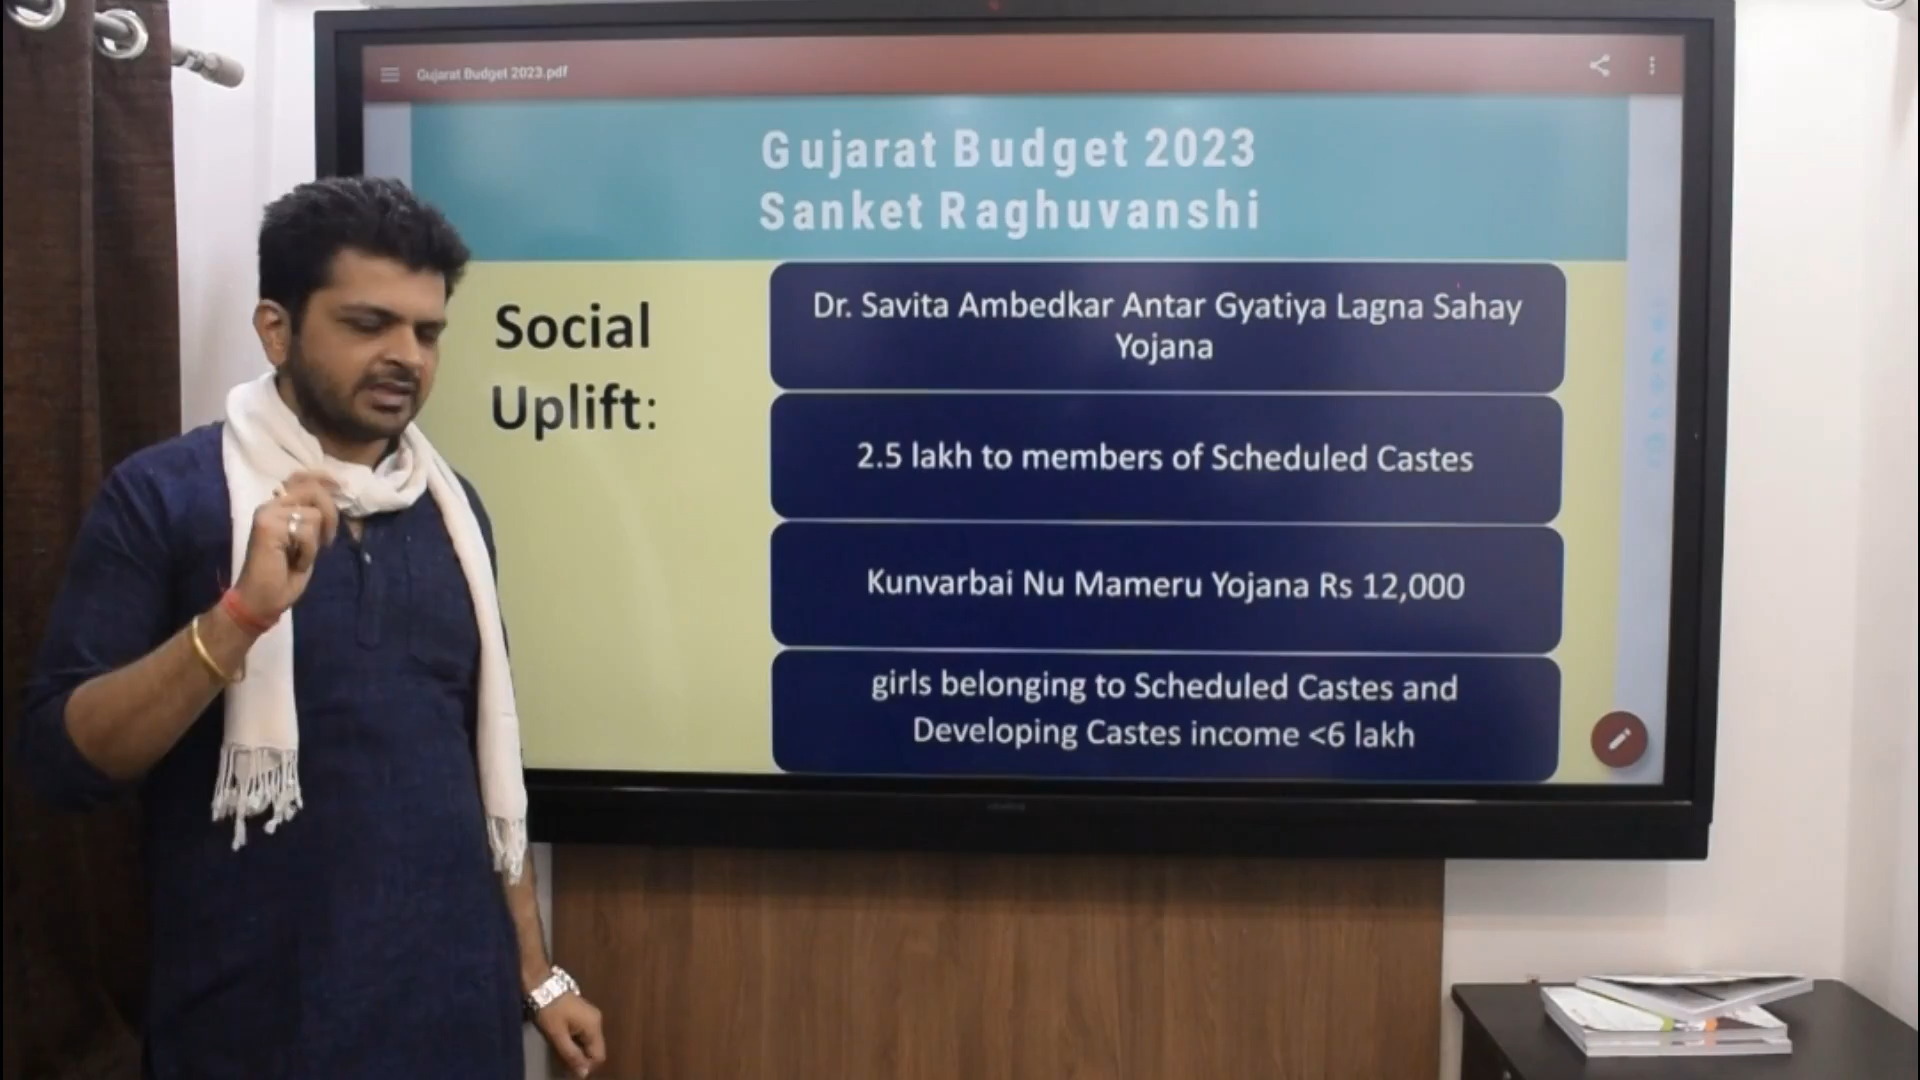 Gujarat Budget 2023.pdf
Gujarat Budget 2023
Sanket Raghuvanshi
Social
Uplift:
Dr. Savita Ambedkar Antar Gyatiya Lagna Sahay
Yojana
2.5 lakh to members of Scheduled Castes
Kunvarbai Nu Mameru Yojana Rs 12,000
girls belonging to Scheduled Castes and
Developing Castes income <6 lakh